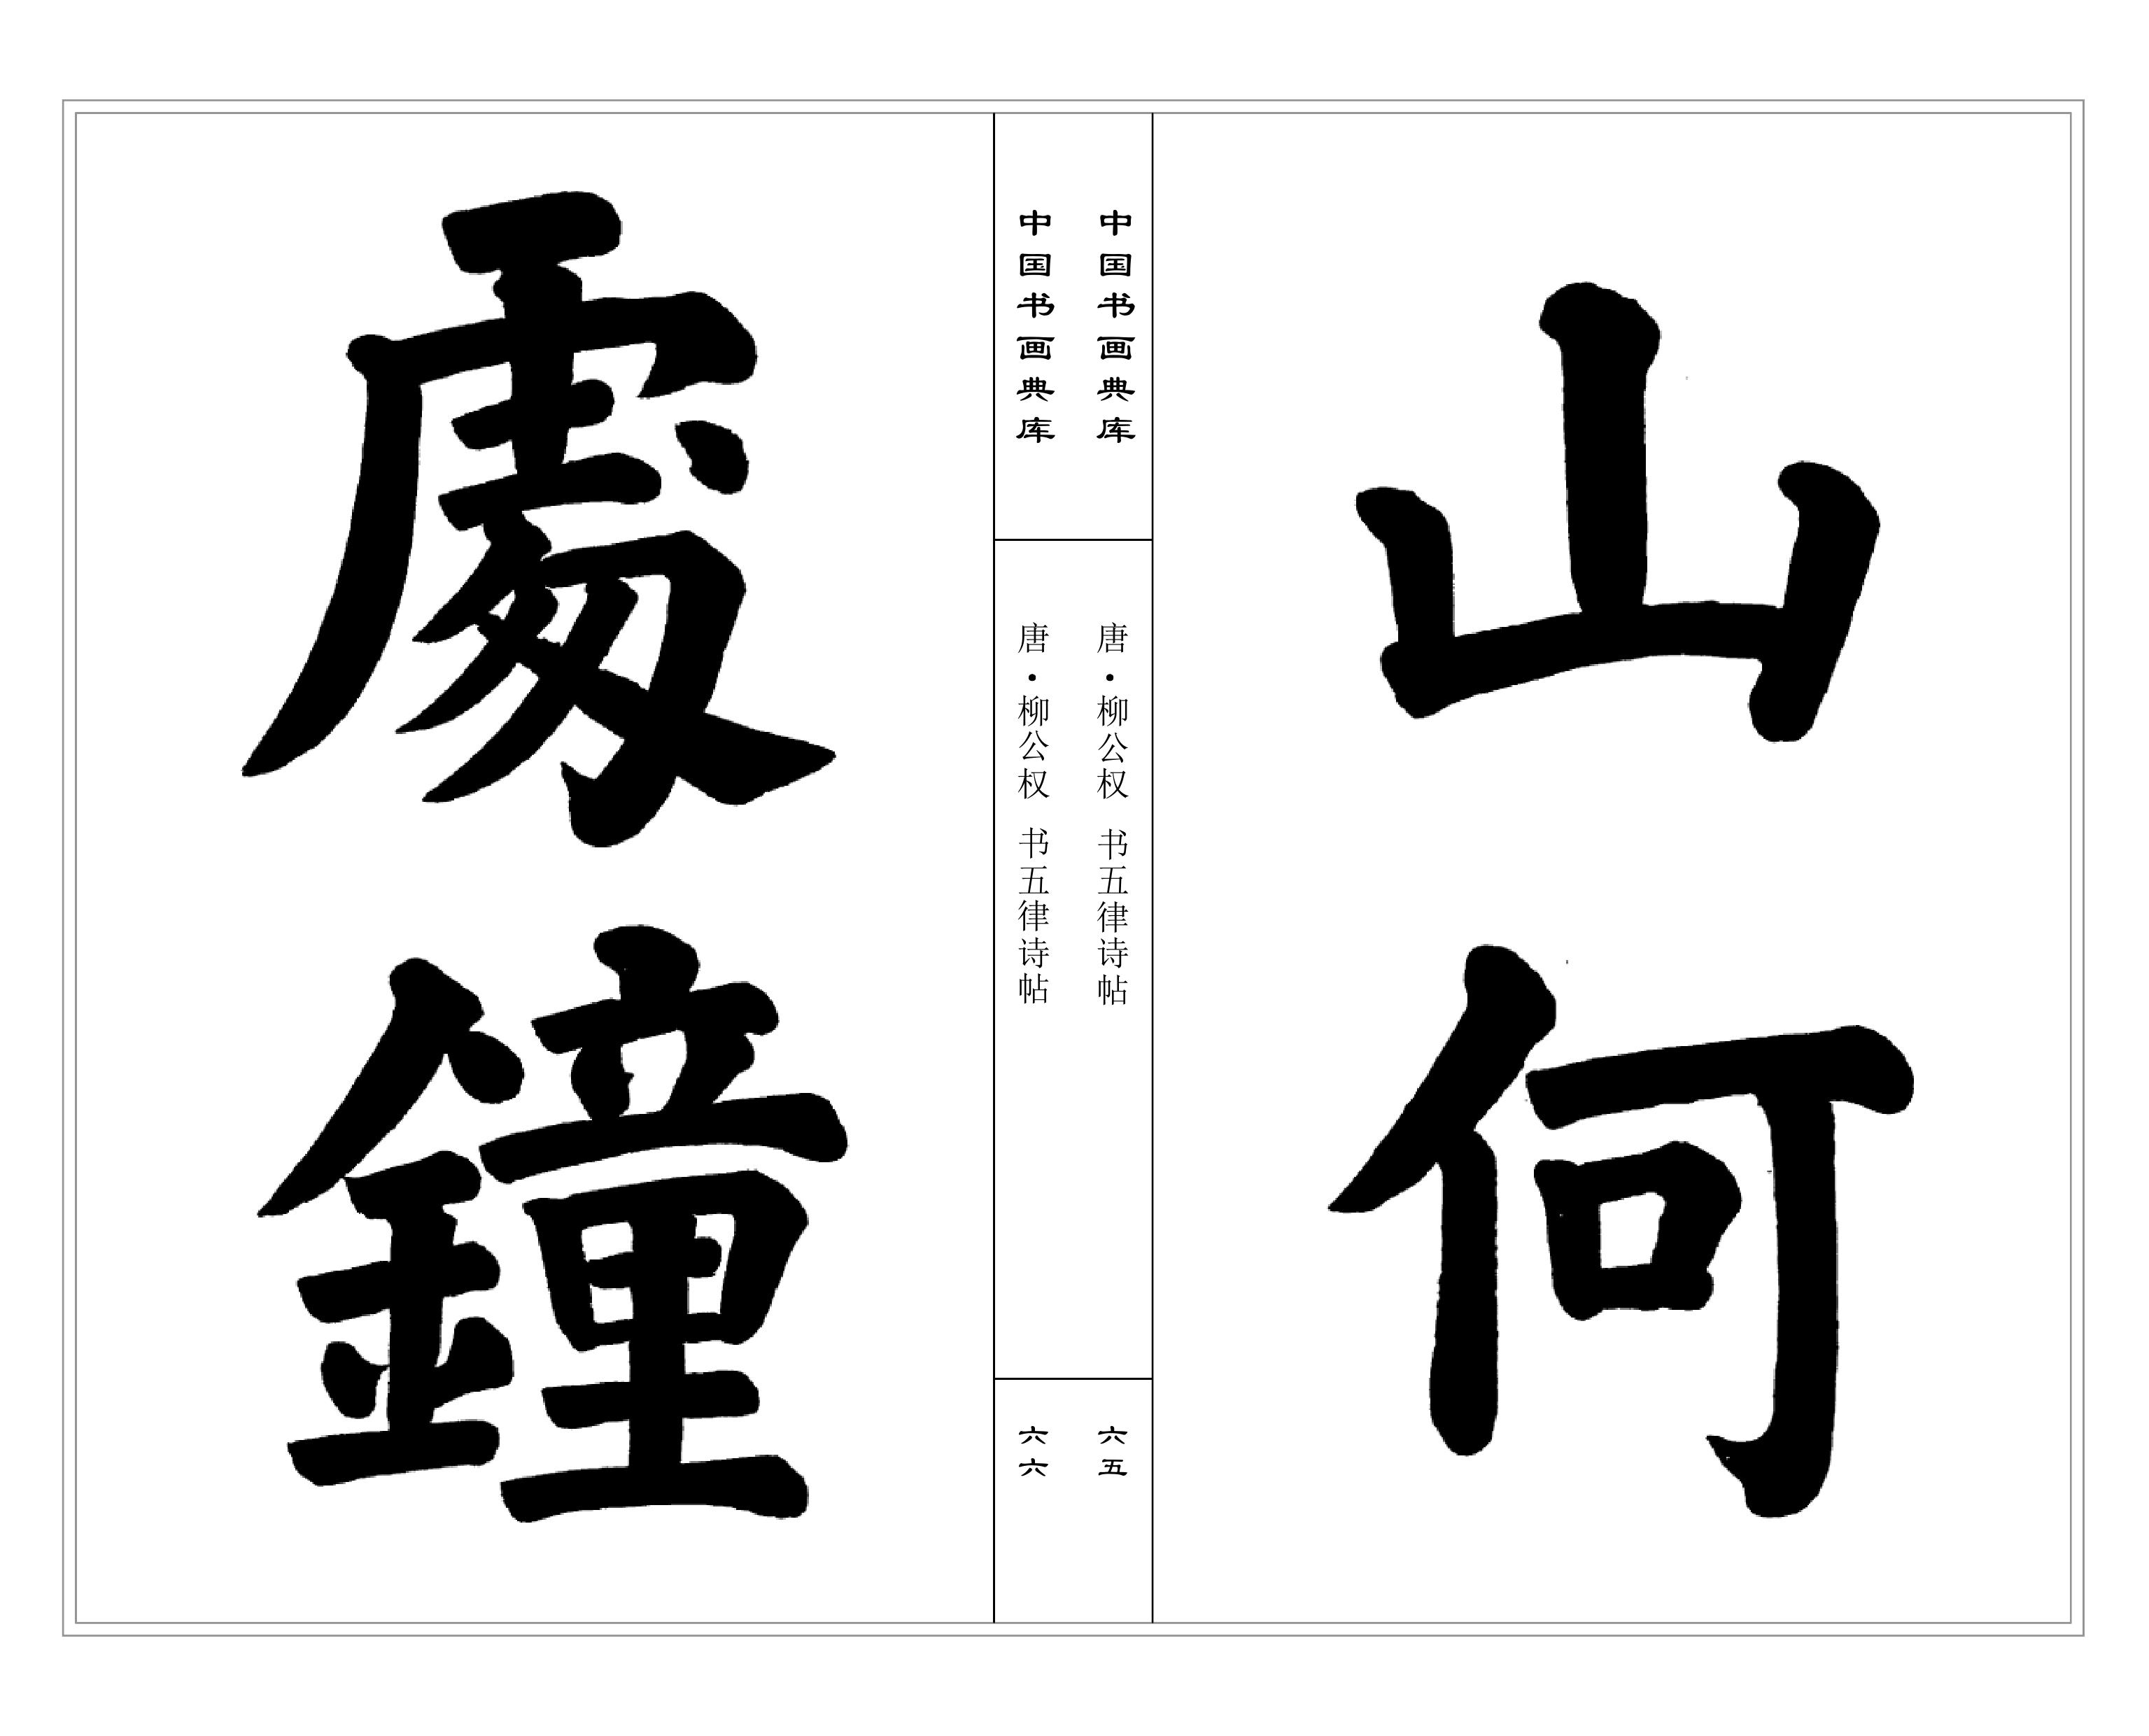 山何
中国书画典库
唐·柳公权 书五律诗帖
六五
中国书画典库
唐·柳公权 书五律诗帖
六六
處鐘